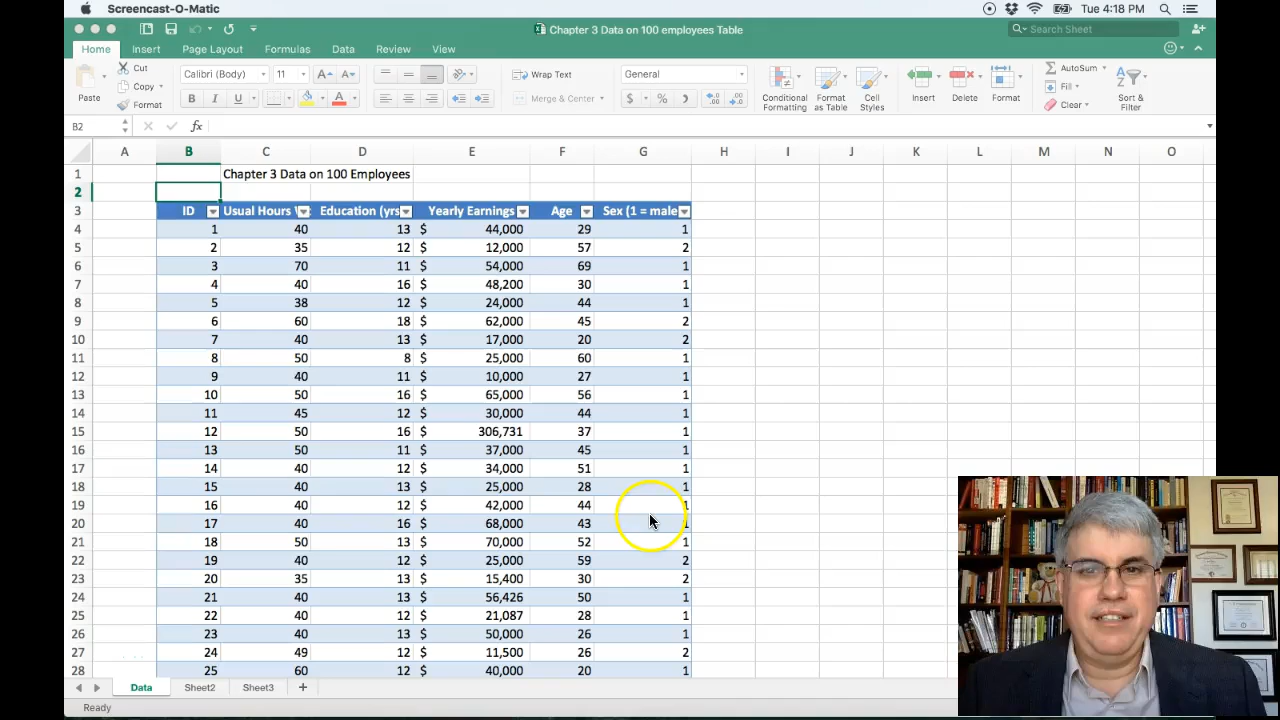 Screencast-O-Matic Tue 4:18 PM
Chapter 3 Data on 100 employees Table Search Sheet
Home Insert Page Layout Formulas Data Review View
Paste Cut Copy Format
Calibri (Body) 11 A A
B I U A
Wrap Text
Merge & Center
General
$ %
Conditional Formatting Format as Table Cell Styles
Insert Delete Format
AutoSum Fill Clear Sort & Filter
B2 fx
A B C D E F G H I J K L M N O
1 Chapter 3 Data on 100 Employees
2
3 ID Usual Hours Education (yrs Yearly Earnings Age Sex (1 = male
4 1 40 13 $ 44,000 29 1
5 2 35 12 $ 12,000 57 2
6 3 70 11 $ 54,000 69 1
7 4 40 16 $ 48,200 30 1
8 5 38 12 $ 24,000 44 1
9 6 60 18 $ 62,000 45 2
10 7 40 13 $ 17,000 20 2
11 8 50 8 $ 25,000 60 1
12 9 40 11 $ 10,000 27 1
13 10 50 16 $ 65,000 56 1
14 11 45 12 $ 30,000 44 1
15 12 50 16 $ 306,731 37 1
16 13 50 11 $ 37,000 45 1
17 14 40 12 $ 34,000 51 1
18 15 40 13 $ 25,000 28 1
19 16 40 12 $ 42,000 44 1
20 17 40 16 $ 68,000 43 1
21 18 50 13 $ 70,000 52 1
22 19 40 12 $ 25,000 59 2
23 20 35 13 $ 15,400 30 2
24 21 40 13 $ 56,426 50 1
25 22 40 12 $ 21,087 28 1
26 23 40 13 $ 50,000 26 1
27 24 49 12 $ 11,500 26 2
28 25 60 12 $ 40,000 20 1
Data Sheet2 Sheet3 +
Ready